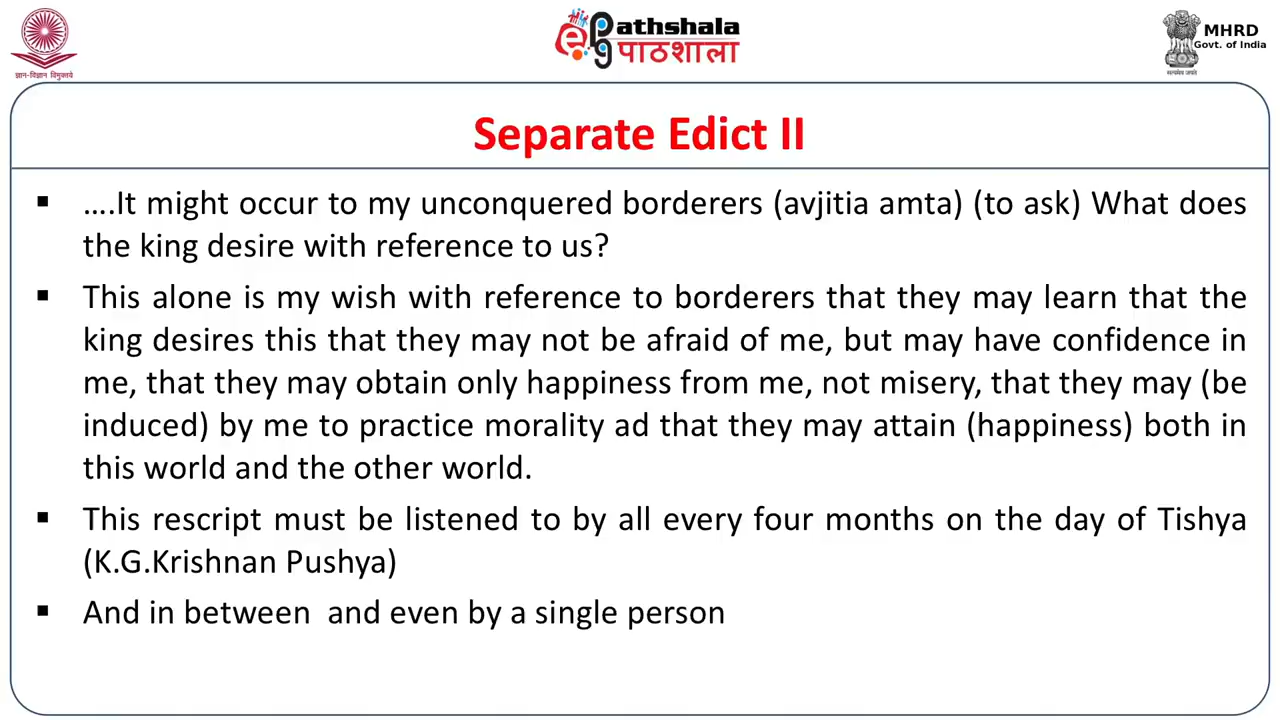 ज्ञान-विज्ञान विमुक्तये
ePathshala
पाठशाला
MHRD
Govt. of India
सत्यमेव जयते
Separate Edict II
▪ ….It might occur to my unconquered borderers (avjitia amta) (to ask) What does
the king desire with reference to us?
▪ This alone is my wish with reference to borderers that they may learn that the
king desires this that they may not be afraid of me, but may have confidence in
me, that they may obtain only happiness from me, not misery, that they may (be
induced) by me to practice morality ad that they may attain (happiness) both in
this world and the other world.
▪ This rescript must be listened to by all every four months on the day of Tishya
(K.G.Krishnan Pushya)
▪ And in between  and even by a single person